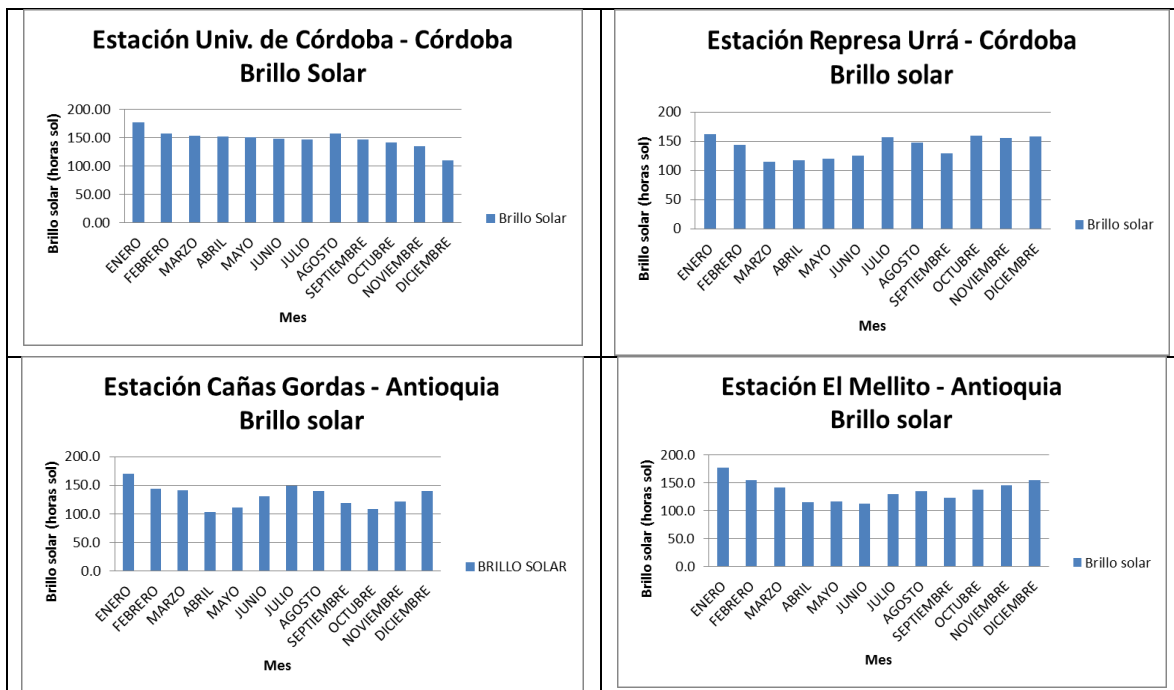 Estación Univ. de Córdoba - Córdoba
Brillo Solar
Brillo solar (horas sol)
200.00
150.00
100.00
50.00
0.00
ENERO
FEBRERO
MARZO
ABRIL
MAYO
JUNIO
JULIO
AGOSTO
SEPTIEMBRE
OCTUBRE
NOVIEMBRE
DICIEMBRE
Mes
Brillo Solar
Estación Represa Urrá - Córdoba
Brillo solar
Brillo solar (horas sol)
200
150
100
50
0
ENERO
FEBRERO
MARZO
ABRIL
MAYO
JUNIO
JULIO
AGOSTO
SEPTIEMBRE
OCTUBRE
NOVIEMBRE
DICIEMBRE
Mes
Brillo solar
Estación Cañas Gordas - Antioquia
Brillo solar
Brillo solar (horas sol)
200.0
150.0
100.0
50.0
0.0
ENERO
FEBRERO
MARZO
ABRIL
MAYO
JUNIO
JULIO
AGOSTO
SEPTIEMBRE
OCTUBRE
NOVIEMBRE
DICIEMBRE
Mes
BRILLO SOLAR
Estación El Mellito - Antioquia
Brillo solar
Brillo solar (horas sol)
200.0
150.0
100.0
50.0
0.0
ENERO
FEBRERO
MARZO
ABRIL
MAYO
JUNIO
JULIO
AGOSTO
SEPTIEMBRE
OCTUBRE
NOVIEMBRE
DICIEMBRE
Mes
Brillo solar